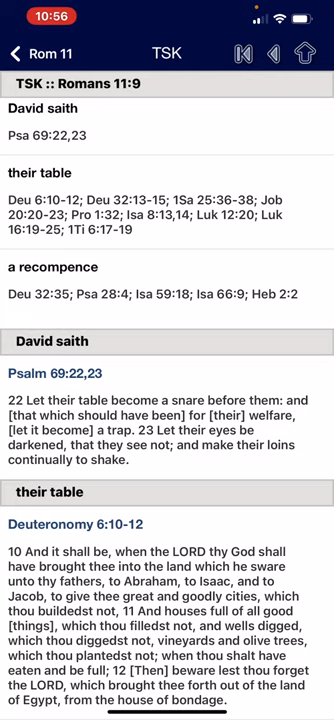 10:56
Rom 11
TSK
TSK :: Romans 11:9
David saith
Psa 69:22,23
their table
Deu 6:10-12; Deu 32:13-15; 1Sa 25:36-38; Job
20:20-23; Pro 1:32; Isa 8:13,14; Luk 12:20; Luk
16:19-25; 1Ti 6:17-19
a recompence
Deu 32:35; Psa 28:4; Isa 59:18; Isa 66:9; Heb 2:2
David saith
Psalm 69:22,23
22 Let their table become a snare before them: and
[that which should have been] for [their] welfare,
[let it become] a trap. 23 Let their eyes be
darkened, that they see not; and make their loins
continually to shake.
their table
Deuteronomy 6:10-12
10 And it shall be, when the LORD thy God shall
have brought thee into the land which he sware
unto thy fathers, to Abraham, to Isaac, and to
Jacob, to give thee great and goodly cities, which
thou buildedst not, 11 And houses full of all good
[things], which thou filledst not, and wells digged,
which thou diggedst not, vineyards and olive trees,
which thou plantedst not; when thou shalt have
eaten and be full; 12 [Then] beware lest thou forget
the LORD, which brought thee forth out of the land
of Egypt, from the house of bondage.